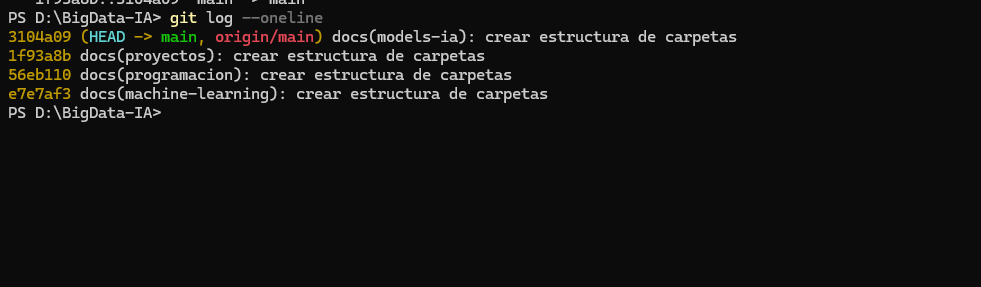 1f93a8b..3104a09  main -> main
PS D:\BigData-IA> git log --oneline
3104a09 (HEAD -> main, origin/main) docs(models-ia): crear estructura de carpetas
1f93a8b docs(proyectos): crear estructura de carpetas
56eb110 docs(programacion): crear estructura de carpetas
e7e7af3 docs(machine-learning): crear estructura de carpetas
PS D:\BigData-IA>